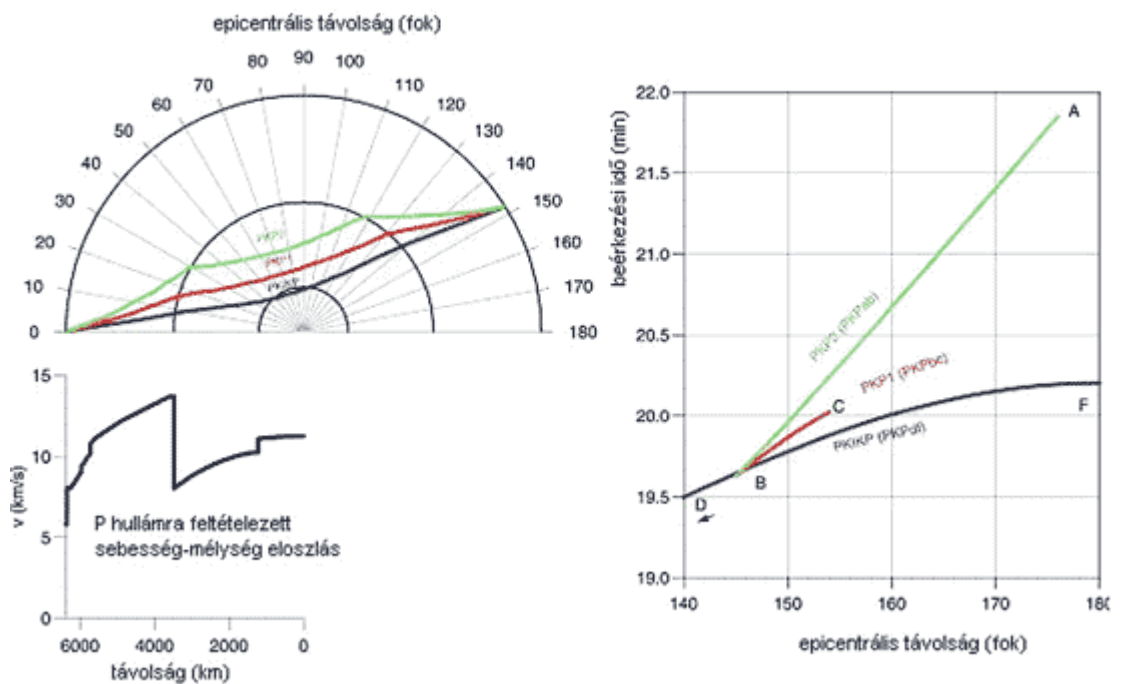 epicentrális távolság (fok)
0
10
20
30
40
50
60
70
80
90
100
110
120
130
140
150
160
170
180
PKP2
PKP1
PKIKP
15
10
5
0
v (km/s)
P hullámra feltételezett
sebesség-mélység eloszlás
6000 4000 2000 0
távolság (km)
22.0
21.5
21.0
20.5
20.0
19.5
19.0
beérkezési idő (min)
A
PKP2 (PKPab)
PKP1 (PKPbc)
C
PKIKP (PKPdf)
F
B
D
140 150 160 170 180
epicentrális távolság (fok)